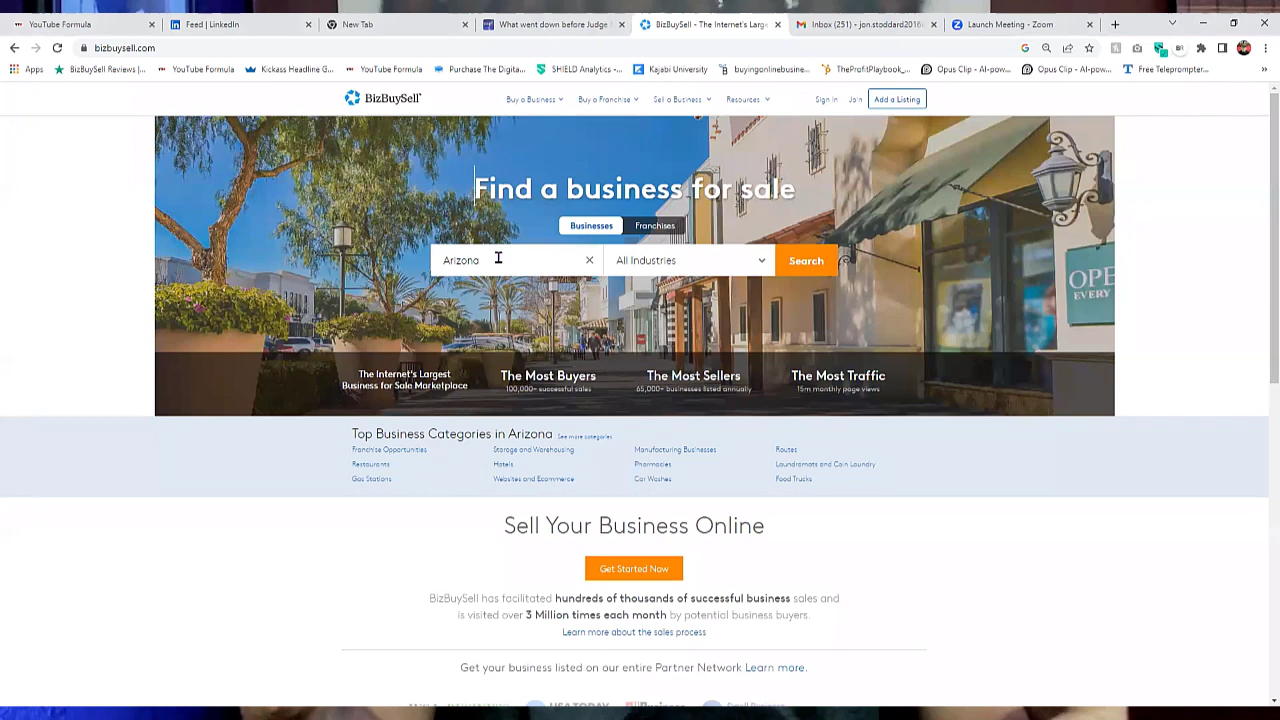 YouTube Formula
Feed | LinkedIn
New Tab
What went down before Judge
BizBuySell - The Internet's Larg
Inbox (251) - jon.stoddard2016
Launch Meeting - Zoom
bizbuysell.com
Apps
BizBuySell Reviews |...
YouTube Formula
Kickass Headline G...
YouTube Formula
Purchase The Digita...
SHIELD Analytics -...
Kajabi University
buyingonlinebusine...
TheProfitPlaybook_...
Opus Clip - AI-pow...
Opus Clip - AI-pow...
Free Teleprompter...
BizBuySell
Buy a Business
Buy a Franchise
Sell a Business
Resources
Sign In
Join
Add a Listing
Find a business for sale
Businesses
Franchises
Arizona
All Industries
Search
OPE
EVERY
The Internet's Largest
Business for Sale Marketplace
The Most Buyers
100,000+ successful sales
The Most Sellers
65,000+ businesses listed annually
The Most Traffic
15m monthly page views
Top Business Categories in Arizona See more categories
Franchise Opportunities
Storage and Warehousing
Manufacturing Businesses
Routes
Restaurants
Hotels
Pharmacies
Laundromats and Coin Laundry
Gas Stations
Websites and Ecommerce
Car Washes
Food Trucks
Sell Your Business Online
Get Started Now
BizBuySell has facilitated hundreds of thousands of successful business sales and
is visited over 3 Million times each month by potential business buyers.
Learn more about the sales process
Get your business listed on our entire Partner Network Learn more.
USA TODAY